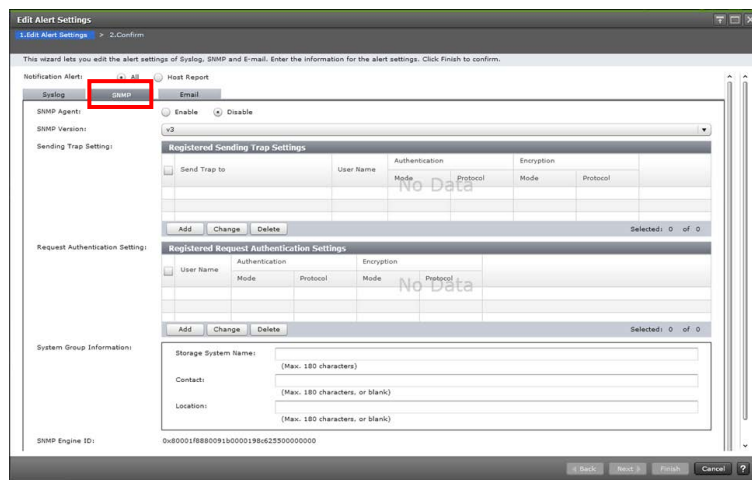 Edit Alert Settings
1.Edit Alert Settings > 2.Confirm
This wizard lets you edit the alert settings of Syslog, SNMP and E-mail. Enter the information for the alert settings. Click Finish to confirm.
Notification Alert: All Host Report
Syslog SNMP Email
SNMP Agent: Enable Disable
SNMP Version: v3
Sending Trap Setting: Registered Sending Trap Settings
Send Trap to User Name Authentication Encryption
Mode Protocol Mode Protocol
No Data
Add Change Delete Selected: 0 of 0
Request Authentication Setting: Registered Request Authentication Settings
User Name Authentication Encryption
Mode Protocol Mode Protocol
No Data
Add Change Delete Selected: 0 of 0
System Group Information:
Storage System Name:
(Max. 180 characters)
Contact:
(Max. 180 characters, or blank)
Location:
(Max. 180 characters, or blank)
SNMP Engine ID: 0x80001f8880091b0000198c625500000000
Back Next Finish Cancel ?